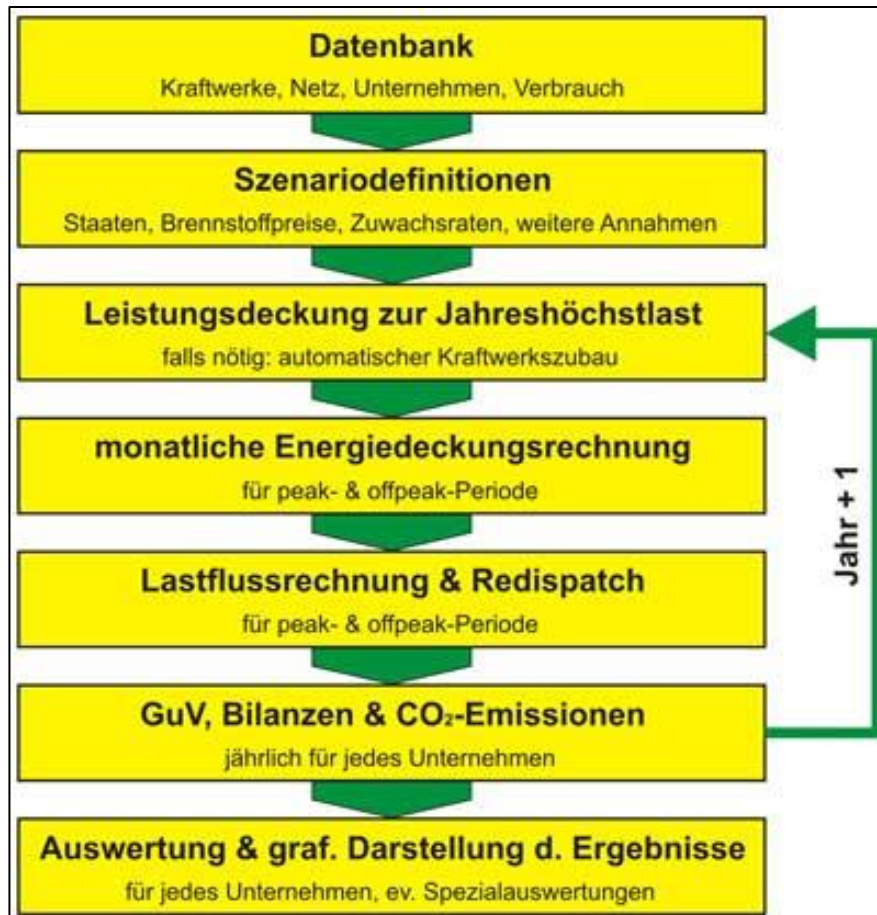 Datenbank
Kraftwerke, Netz, Unternehmen, Verbrauch
Szenariodefinitionen
Staaten, Brennstoffpreise, Zuwachsraten, weitere Annahmen
Leistungsdeckung zur Jahreshöchstlast
falls nötig: automatischer Kraftwerkszubau
monatliche Energiedeckungsrechnung
für peak- & offpeak-Periode
Lastflussrechnung & Redispatch
für peak- & offpeak-Periode
GuV, Bilanzen & CO₂-Emissionen
jährlich für jedes Unternehmen
Auswertung & graf. Darstellung d. Ergebnisse
für jedes Unternehmen, ev. Spezialauswertungen
Jahr + 1